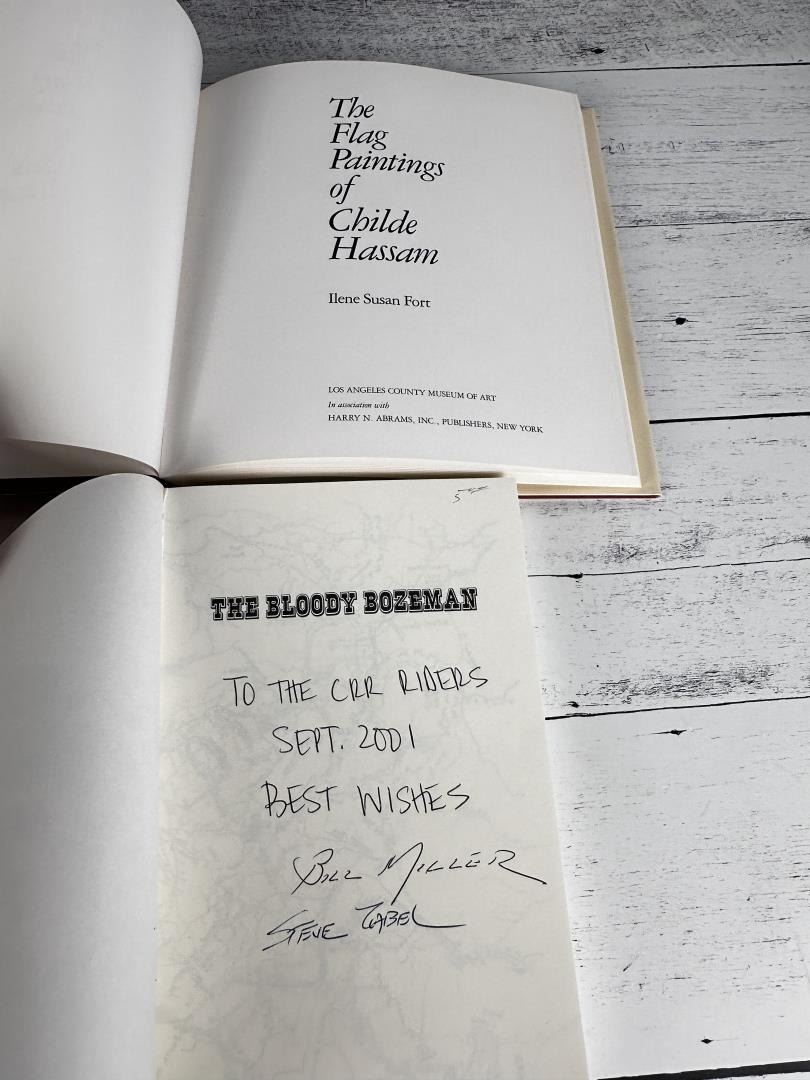 The
Flag
Paintings
of
Childe
Hassam
Ilene Susan Fort
LOS ANGELES COUNTY MUSEUM OF ART
In association with
HARRY N. ABRAMS, INC., PUBLISHERS, NEW YORK
THE BLOODY BOZEMAN
TO THE CRR RIDERS
SEPT. 2001
BEST WISHES
BILL MILLER
STEVE ZABEL